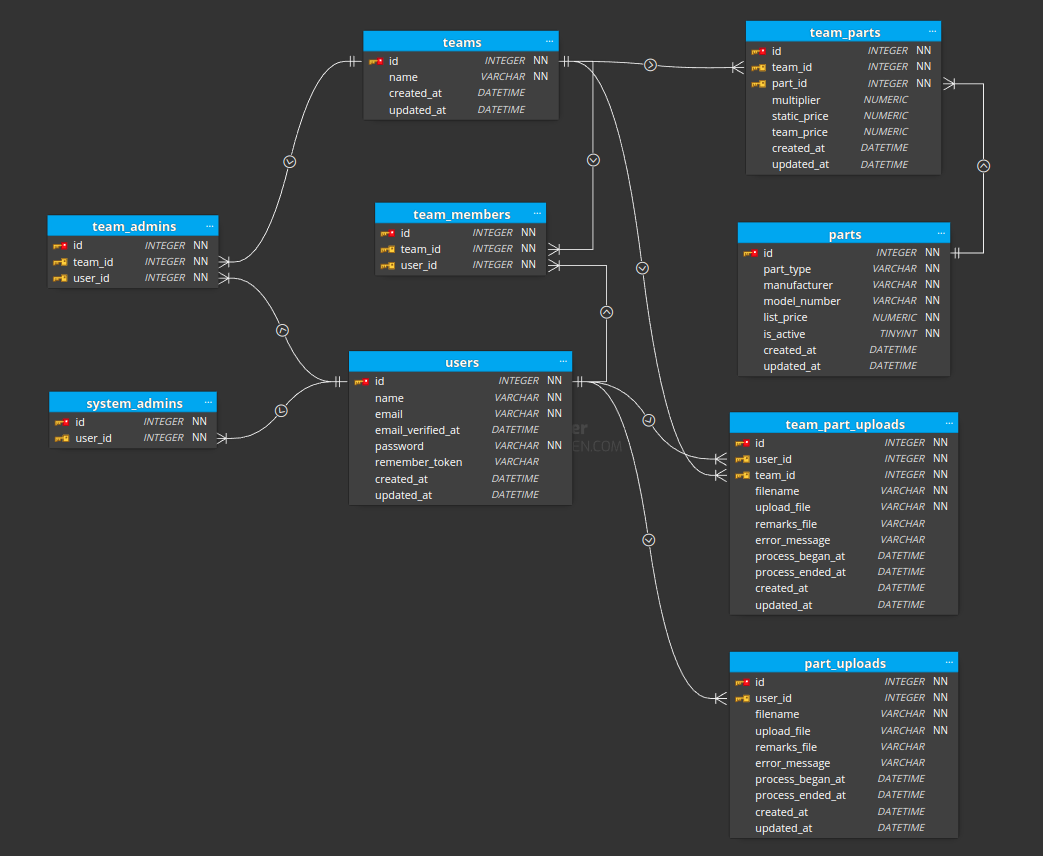 teams ...
id INTEGER NN
name VARCHAR NN
created_at DATETIME
updated_at DATETIME
team_parts ...
id INTEGER NN
team_id INTEGER NN
part_id INTEGER NN
multiplier NUMERIC
static_price NUMERIC
team_price NUMERIC
created_at DATETIME
updated_at DATETIME
team_admins ...
id INTEGER NN
team_id INTEGER NN
user_id INTEGER NN
team_members ...
id INTEGER NN
team_id INTEGER NN
user_id INTEGER NN
parts ...
id INTEGER NN
part_type VARCHAR NN
manufacturer VARCHAR NN
model_number VARCHAR NN
list_price NUMERIC NN
is_active TINYINT NN
created_at DATETIME
updated_at DATETIME
system_admins ...
id INTEGER NN
user_id INTEGER NN
users ...
id INTEGER NN
name VARCHAR NN
email VARCHAR NN
email_verified_at DATETIME
password VARCHAR NN
remember_token VARCHAR
created_at DATETIME
updated_at DATETIME
er
EN.COM
team_part_uploads ...
id INTEGER NN
user_id INTEGER NN
team_id INTEGER NN
filename VARCHAR NN
upload_file VARCHAR NN
remarks_file VARCHAR
error_message VARCHAR
process_began_at DATETIME
process_ended_at DATETIME
created_at DATETIME
updated_at DATETIME
part_uploads ...
id INTEGER NN
user_id INTEGER NN
filename VARCHAR NN
upload_file VARCHAR NN
remarks_file VARCHAR
error_message VARCHAR
process_began_at DATETIME
process_ended_at DATETIME
created_at DATETIME
updated_at DATETIME